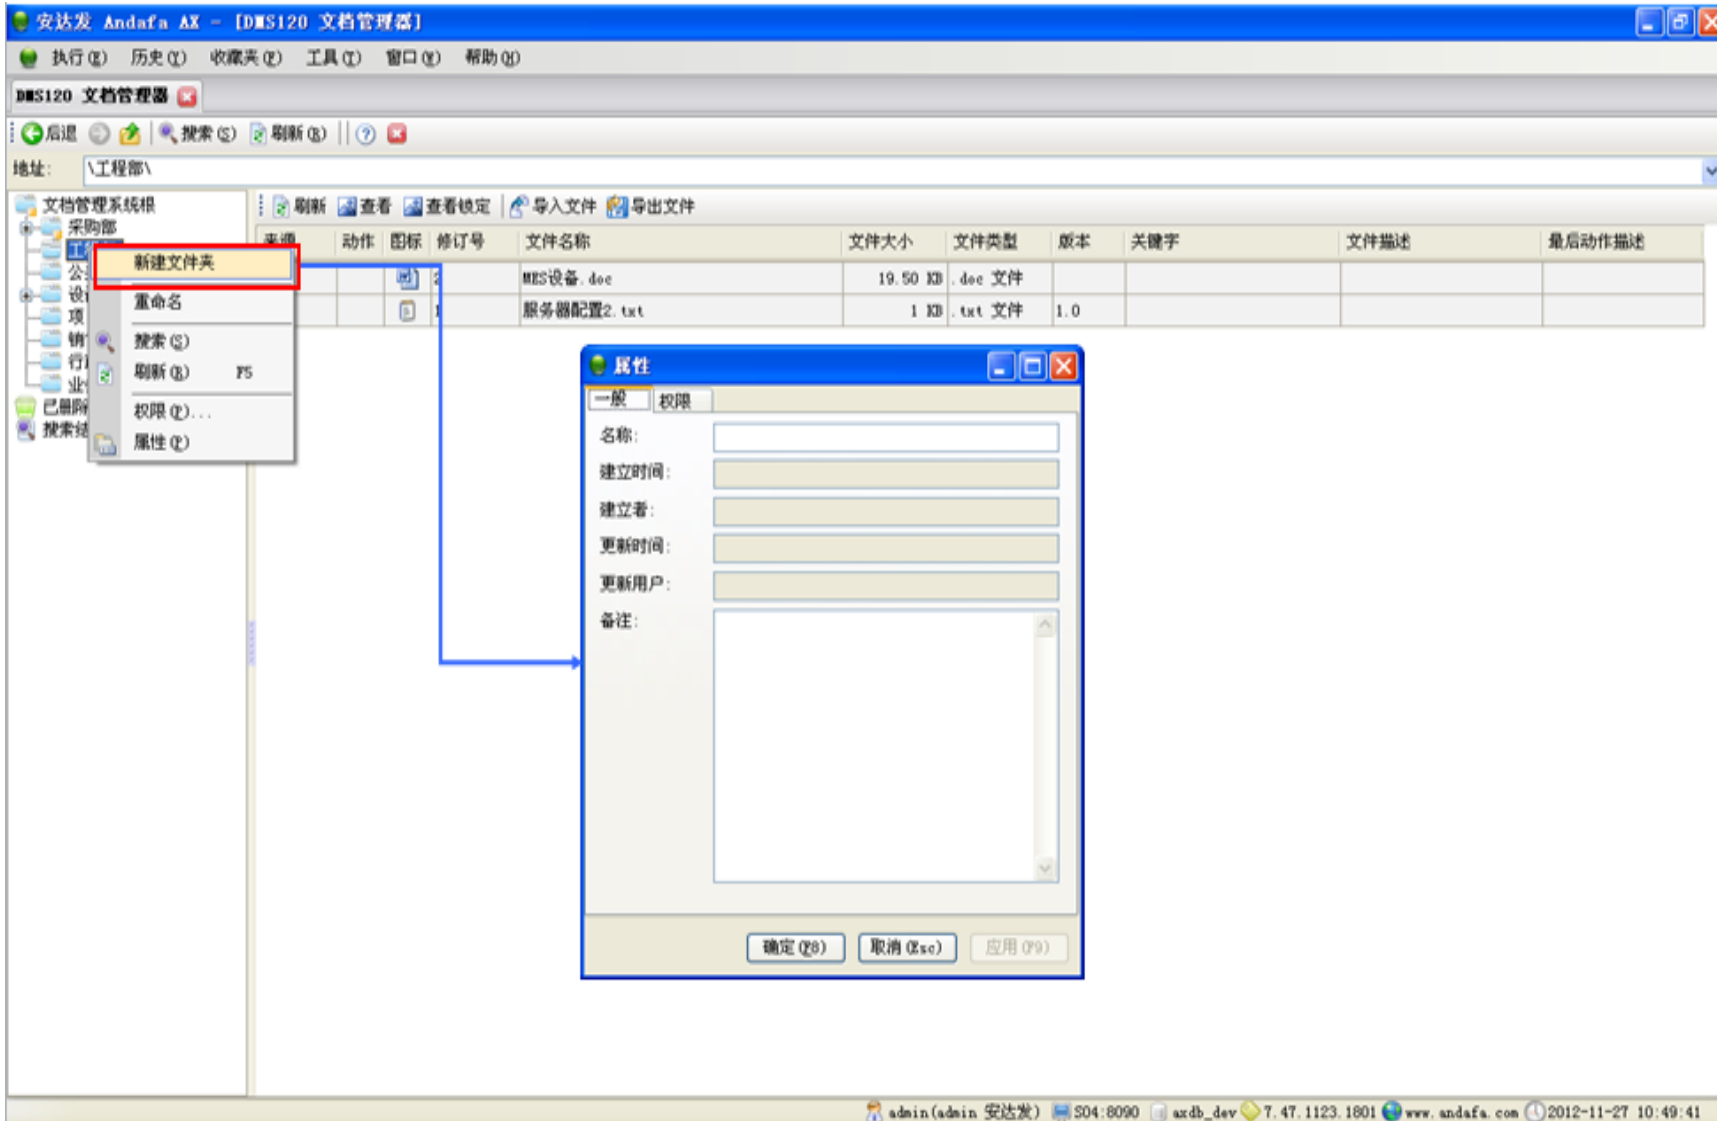 安达发 Andafa AX - [DMS120 文档管理器]
执行(E) 历史(Y) 收藏夹(F) 工具(T) 窗口(W) 帮助(H)
DMS120 文档管理器
后退 搜索(S) 刷新(R)
地址: \工程部\
文档管理系统根
采购部
刷新 查看 查看锁定 导入文件 导出文件
来源 动作 图标 修订号 文件名称 文件大小 文件类型 版本 关键字 文件描述 最后动作描述
2 MES设备.doc 19.50 KB .doc 文件
1 服务器配置2.txt 1 KB .txt 文件 1.0
工
公
设
项
销
行
业
已删除
搜索结
新建文件夹
重命名
搜索(S)
刷新(R) F5
权限(P)...
属性(P)
属性
一般 权限
名称:
建立时间:
建立者:
更新时间:
更新用户:
备注:
确定(F8) 取消(Esc) 应用(F9)
admin(admin 安达发) S04:8090 axdb_dev 7.47.1123.1801 www.andafa.com 2012-11-27 10:49:41